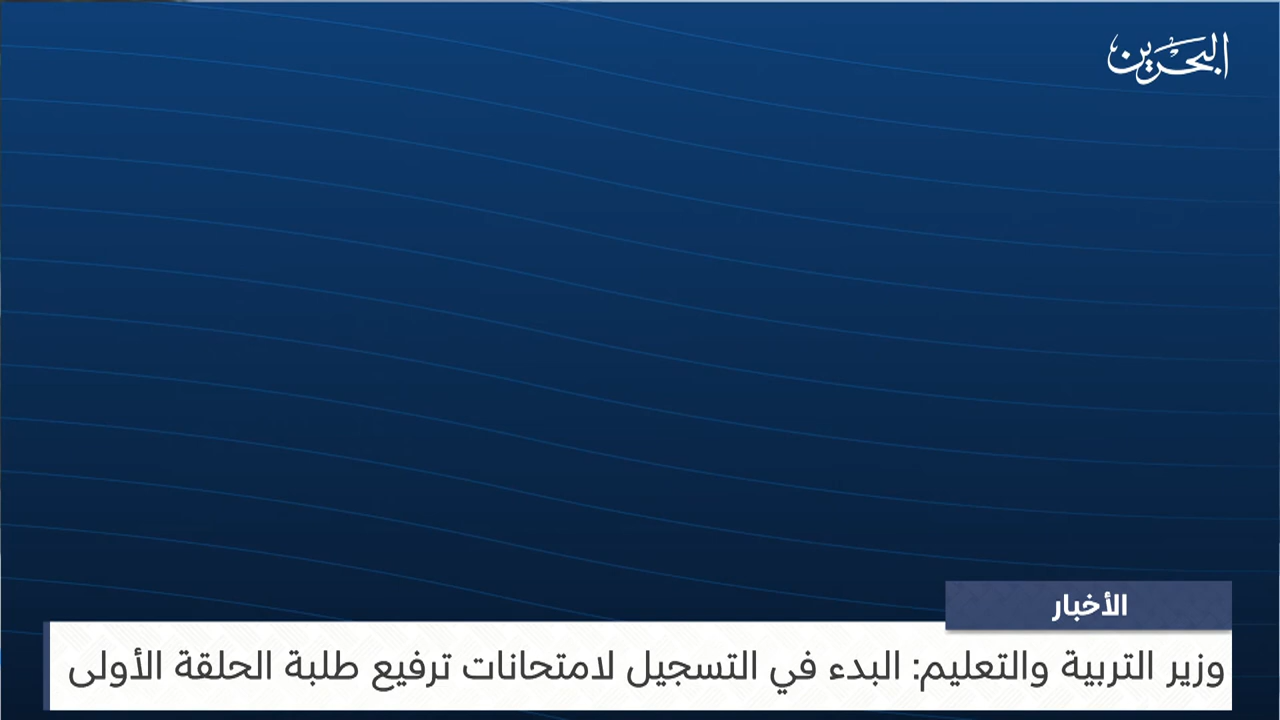 البحرين
الأخبار
وزير التربية والتعليم: البدء في التسجيل لامتحانات ترفيع طلبة الحلقة الأولى